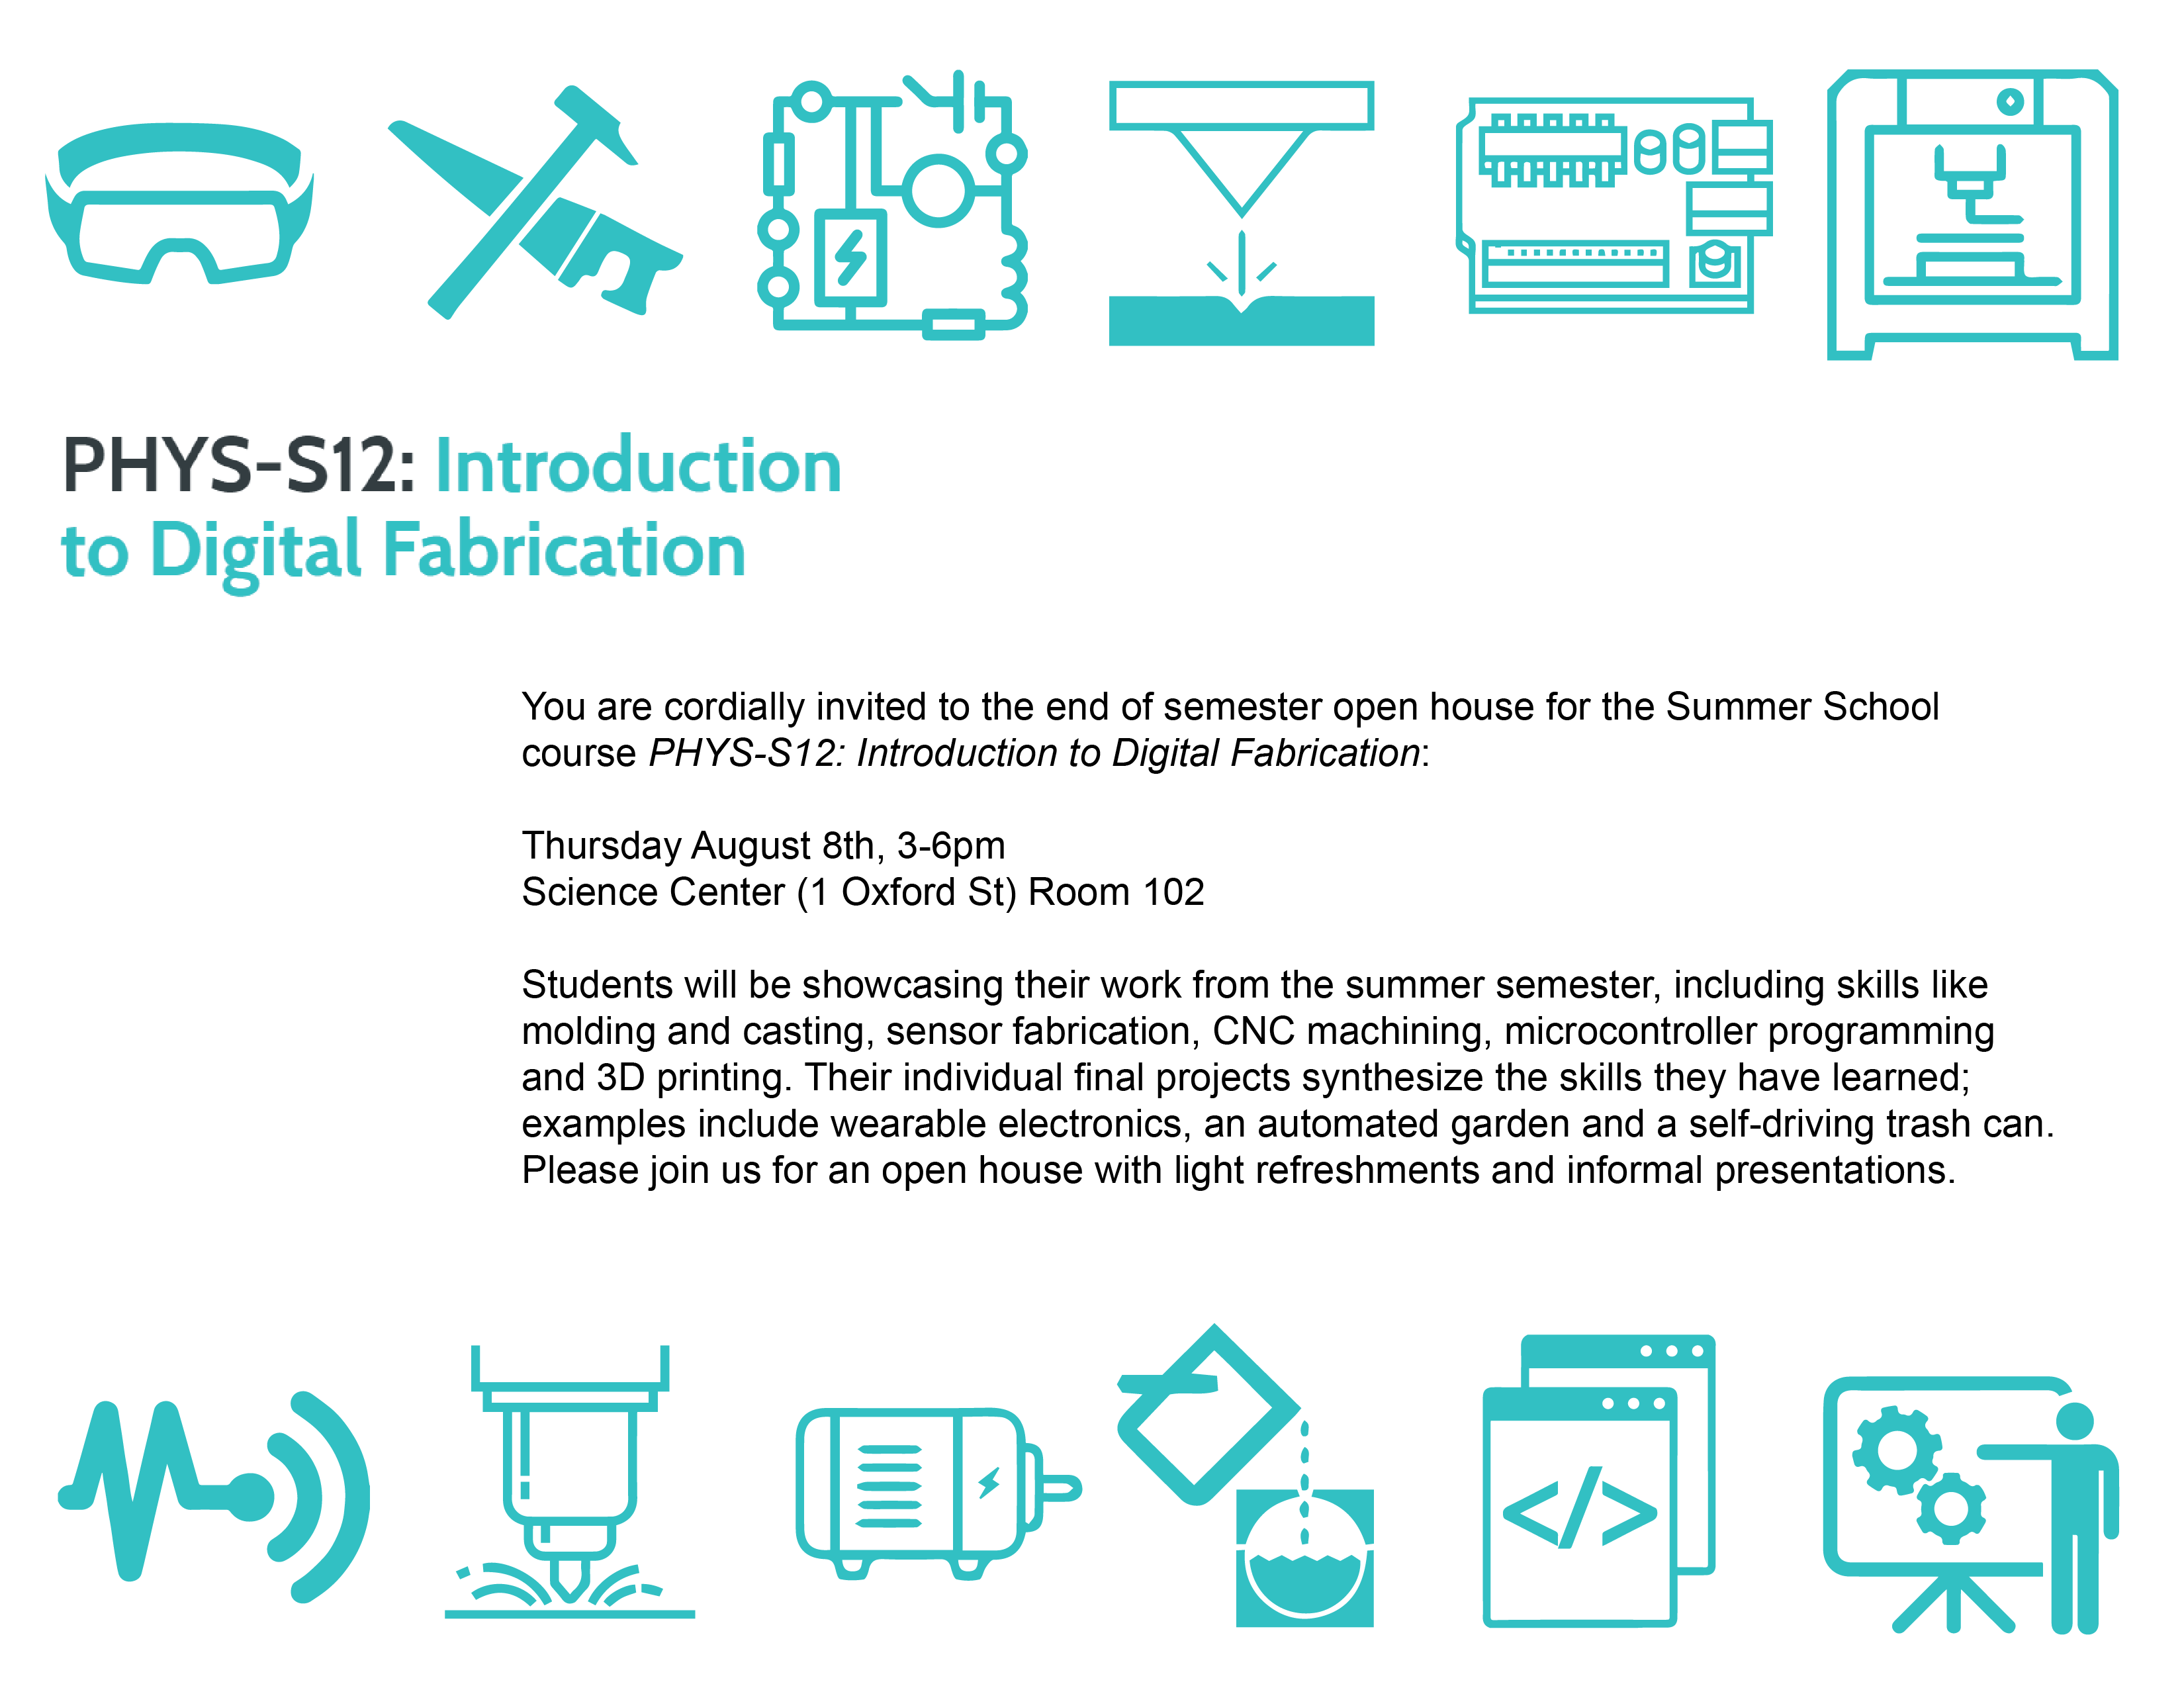 PHYS-S12: Introduction
to Digital Fabrication
You are cordially invited to the end of semester open house for the Summer School
course PHYS-S12: Introduction to Digital Fabrication:
Thursday August 8th, 3-6pm
Science Center (1 Oxford St) Room 102
Students will be showcasing their work from the summer semester, including skills like
molding and casting, sensor fabrication, CNC machining, microcontroller programming
and 3D printing. Their individual final projects synthesize the skills they have learned;
examples include wearable electronics, an automated garden and a self-driving trash can.
Please join us for an open house with light refreshments and informal presentations.
</>